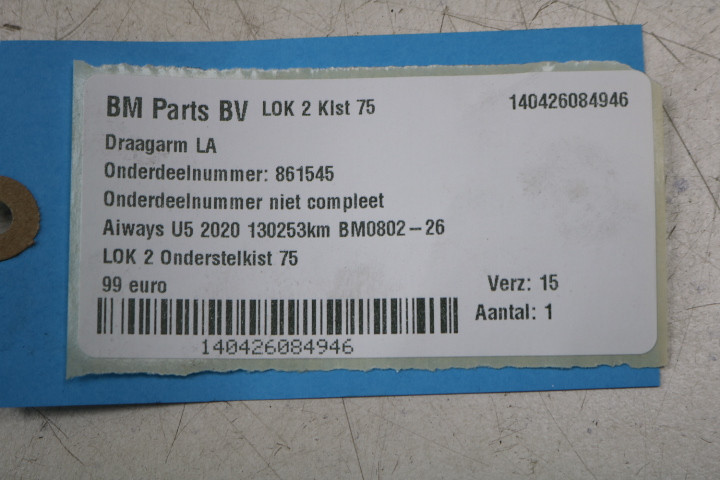 BM Parts BV LOK 2 Klst 75 140426084946
Draagarm LA
Onderdeelnummer: 861545
Onderdeelnummer niet compleet
Aiways U5 2020 130253km BM0802-26
LOK 2 Onderstelkist 75
99 euro Verz: 15
Aantal: 1
140426084946